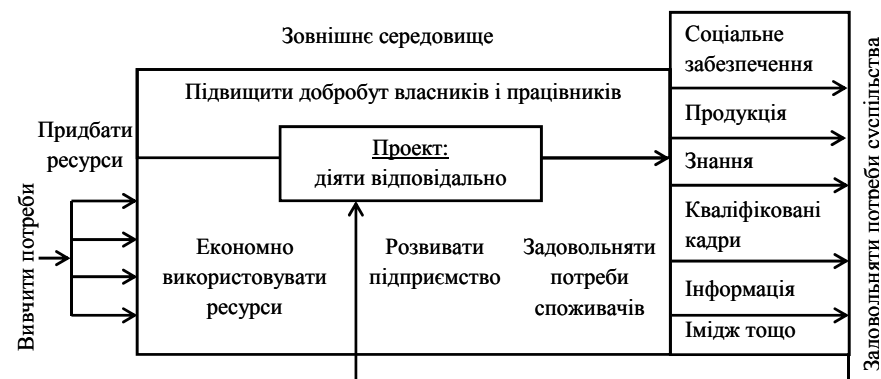 Зовнішнє середовище
Підвищити добробут власників і працівників
Придбати
ресурси
Проект:
діяти відповідально
Вивчити потреби
Економно
використовувати
ресурси
Розвивати
підприємство
Задовольняти
потреби
споживачів
Соціальне
забезпечення
Продукція
Знання
Кваліфіковані
кадри
Інформація
Імідж тощо
Задовольняти потреби суспільства